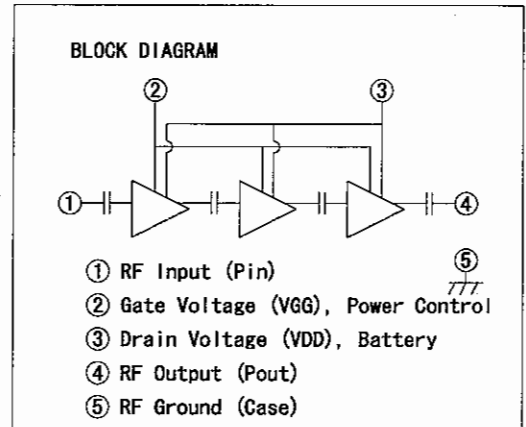 BLOCK DIAGRAM
② ③
① ④
⑤
① RF Input (Pin)
② Gate Voltage (VGG), Power Control
③ Drain Voltage (VDD), Battery
④ RF Output (Pout)
⑤ RF Ground (Case)